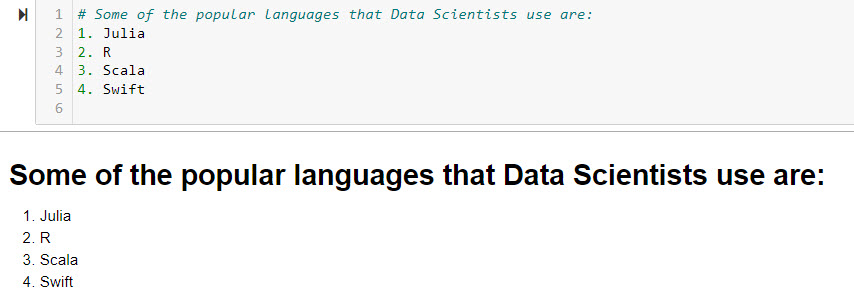 1 # Some of the popular languages that Data Scientists use are:
2 1. Julia
3 2. R
4 3. Scala
5 4. Swift
6
Some of the popular languages that Data Scientists use are:
1. Julia
2. R
3. Scala
4. Swift